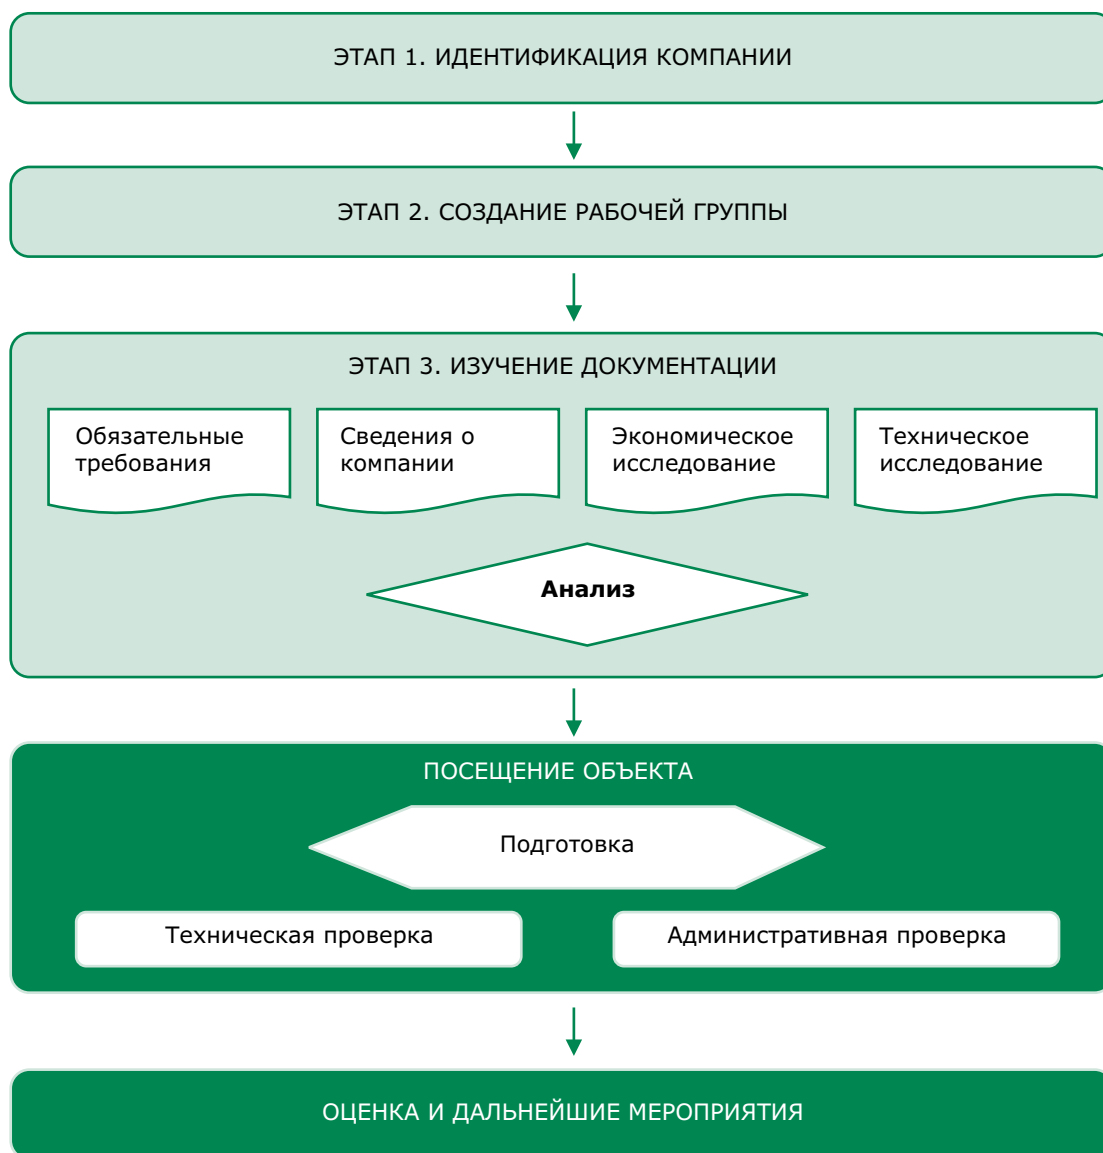 ЭТАП 1. ИДЕНТИФИКАЦИЯ КОМПАНИИ
ЭТАП 2. СОЗДАНИЕ РАБОЧЕЙ ГРУППЫ
ЭТАП 3. ИЗУЧЕНИЕ ДОКУМЕНТАЦИИ
Обязательные
требования
Сведения о
компании
Экономическое
исследование
Техническое
исследование
Анализ
ПОСЕЩЕНИЕ ОБЪЕКТА
Подготовка
Техническая проверка
Административная проверка
ОЦЕНКА И ДАЛЬНЕЙШИЕ МЕРОПРИЯТИЯ